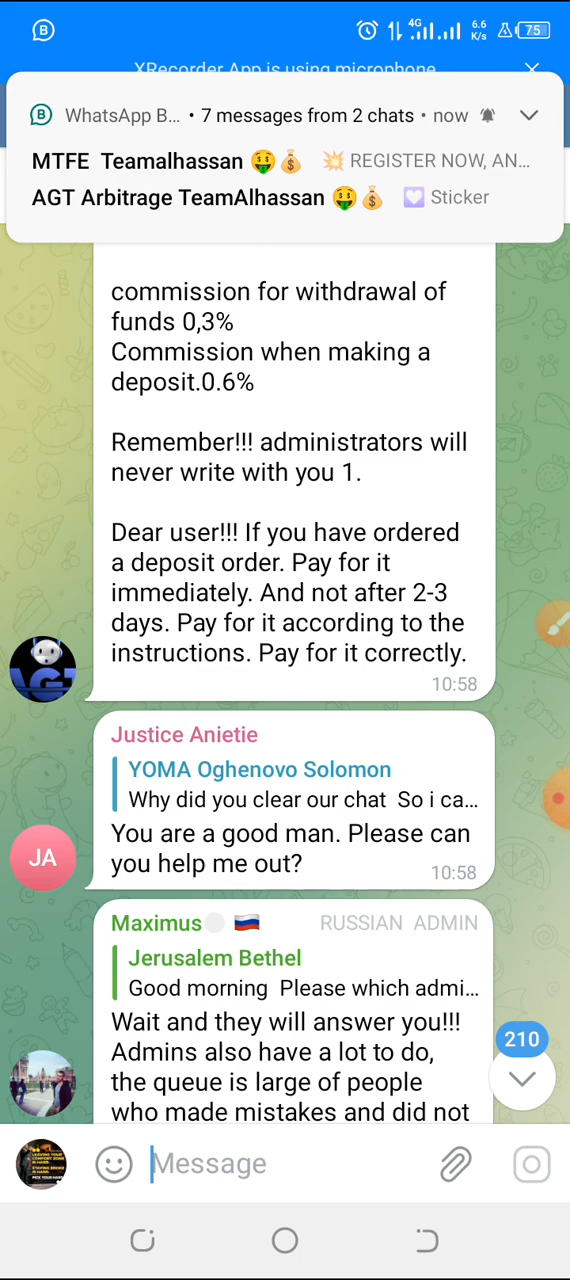 4G
6.6
K/s
75
XRecorder App is using microphone
WhatsApp B... • 7 messages from 2 chats • now
MTFE Teamalhassan 🤑💰 💥 REGISTER NOW, AN...
AGT Arbitrage TeamAlhassan 🤑💰 💟 Sticker
commission for withdrawal of
funds 0,3%
Commission when making a
deposit.0.6%
Remember!!! administrators will
never write with you 1.
Dear user!!! If you have ordered
a deposit order. Pay for it
immediately. And not after 2-3
days. Pay for it according to the
instructions. Pay for it correctly.
10:58
AGT
Justice Anietie
YOMA Oghenovo Solomon
Why did you clear our chat So i ca...
You are a good man. Please can
you help me out?
10:58
JA
Maximus 🇷🇺 RUSSIAN ADMIN
Jerusalem Bethel
Good morning Please which admi...
Wait and they will answer you!!!
Admins also have a lot to do,
the queue is large of people
who made mistakes and did not
210
Message